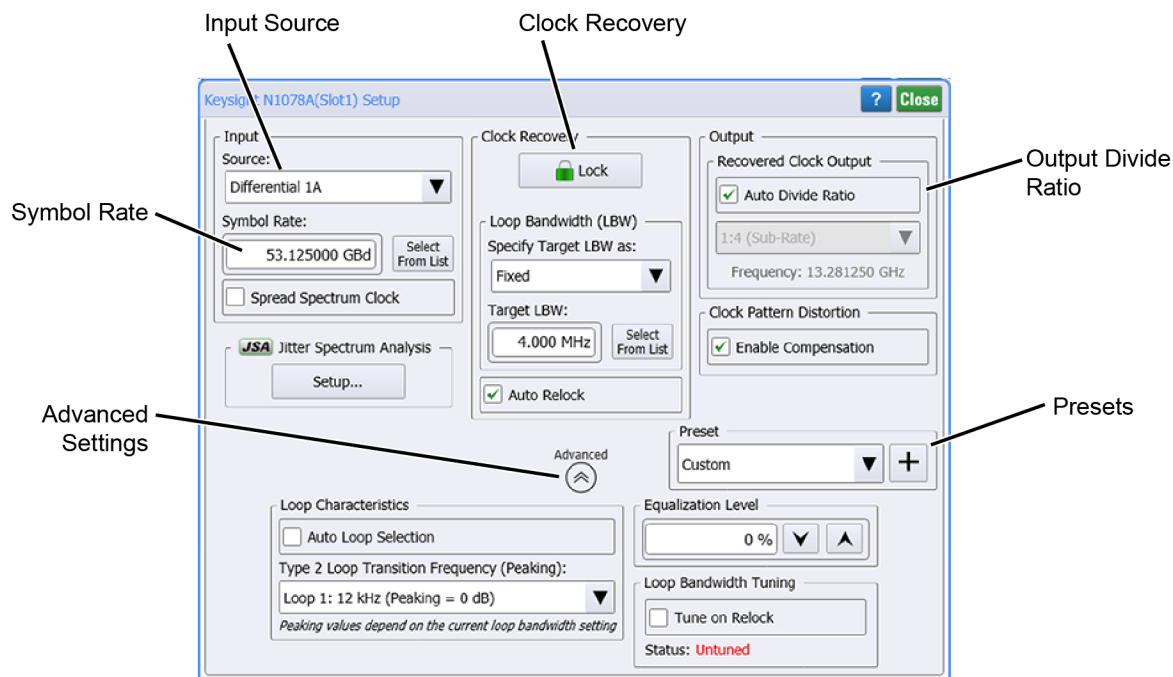 Input Source
Clock Recovery
Keysight N1078A(Slot1) Setup
?
Close
Input
Source:
Differential 1A
Symbol Rate:
53.125000 GBd
Select
From List
Spread Spectrum Clock
JSA Jitter Spectrum Analysis
Setup...
Clock Recovery
Lock
Loop Bandwidth (LBW)
Specify Target LBW as:
Fixed
Target LBW:
4.000 MHz
Select
From List
Auto Relock
Output
Recovered Clock Output
Auto Divide Ratio
1:4 (Sub-Rate)
Frequency: 13.281250 GHz
Clock Pattern Distortion
Enable Compensation
Output Divide
Ratio
Symbol Rate
Advanced
Settings
Presets
Preset
Custom
+
Advanced
Loop Characteristics
Auto Loop Selection
Type 2 Loop Transition Frequency (Peaking):
Loop 1: 12 kHz (Peaking = 0 dB)
Peaking values depend on the current loop bandwidth setting
Equalization Level
0 %
Loop Bandwidth Tuning
Tune on Relock
Status: Untuned